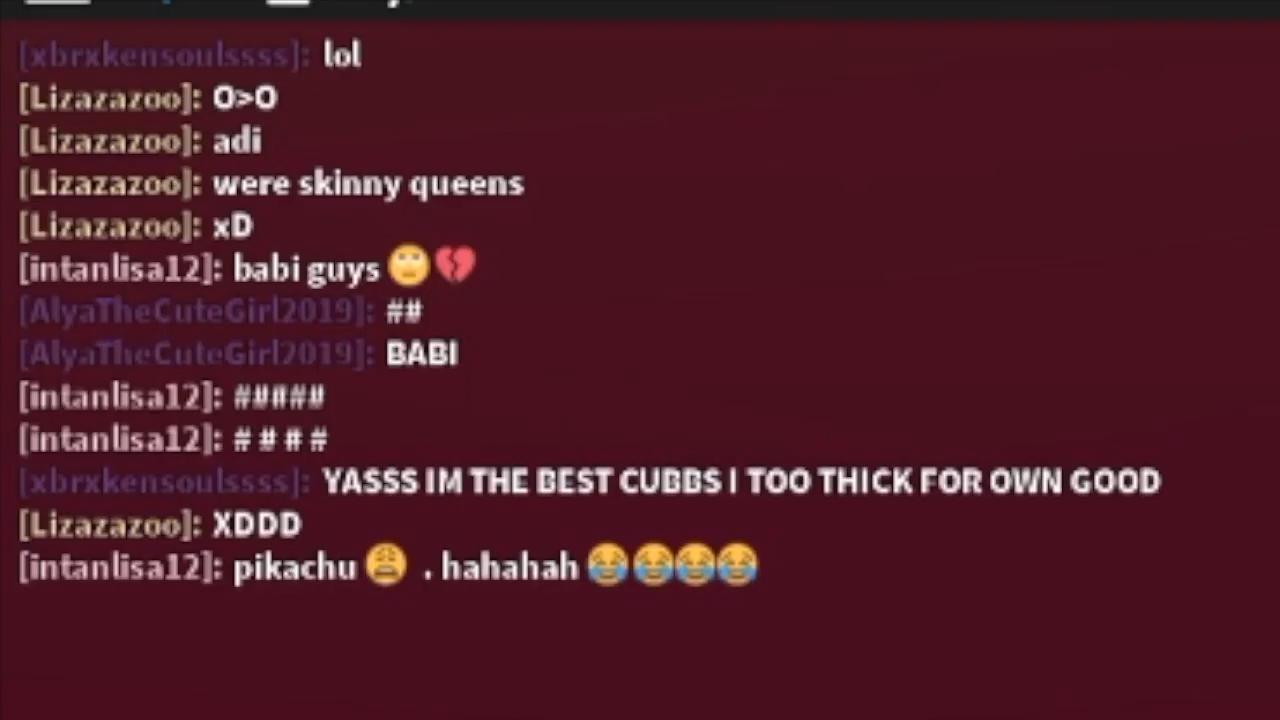 [xbrxkensoulssss]: lol
[Lizazazoo]: O>O
[Lizazazoo]: adi
[Lizazazoo]: were skinny queens
[Lizazazoo]: xD
[intanlisa12]: babi guys 🙄💔
[AlyaTheCuteGirl2019]: ##
[AlyaTheCuteGirl2019]: BABI
[intanlisa12]: #####
[intanlisa12]: # # # #
[xbrxkensoulssss]: YASSS IM THE BEST CUBBS I TOO THICK FOR OWN GOOD
[Lizazazoo]: XDDD
[intanlisa12]: pikachu 😩 . hahahah 😂😂😂😂